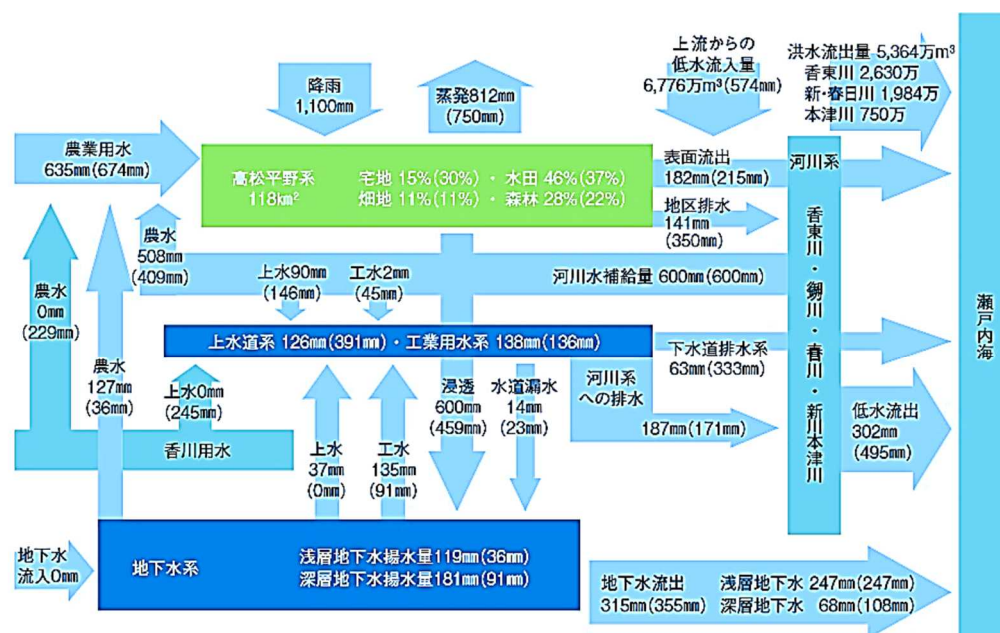 降雨
1,100mm
蒸発812mm
(750mm)
上流からの
低水流入量
6,776万m³(574mm)
洪水流出量 5,364万m³
香東川 2,630万
新・春日川 1,984万
本津川 750万
農業用水
635mm(674mm)
高松平野系
118km²
宅地 15%(30%)・水田 46%(37%)
畑地 11%(11%)・森林 28%(22%)
表面流出
182mm(215mm)
地区排水
141mm
(350mm)
河川系
香東川・御川・春川・新川本津川
瀬戸内海
農水
508mm
(409mm)
河川水補給量 600mm(600mm)
農水
0mm
(229mm)
上水90mm
(146mm)
工水2mm
(45mm)
上水道系 126mm(391mm)・工業用水系 138mm(136mm)
下水道排水系
63mm(333mm)
農水
127mm
(36mm)
上水0mm
(245mm)
香川用水
浸透
600mm
(459mm)
水道漏水
14mm
(23mm)
河川系
への排水
187mm(171mm)
低水流出
302mm
(495mm)
上水
37mm
(0mm)
工水
135mm
(91mm)
地下水
流入0mm
地下水系
浅層地下水揚水量119mm(36mm)
深層地下水揚水量181mm(91mm)
地下水流出
315mm(355mm)
浅層地下水 247mm(247mm)
深層地下水 68mm(108mm)